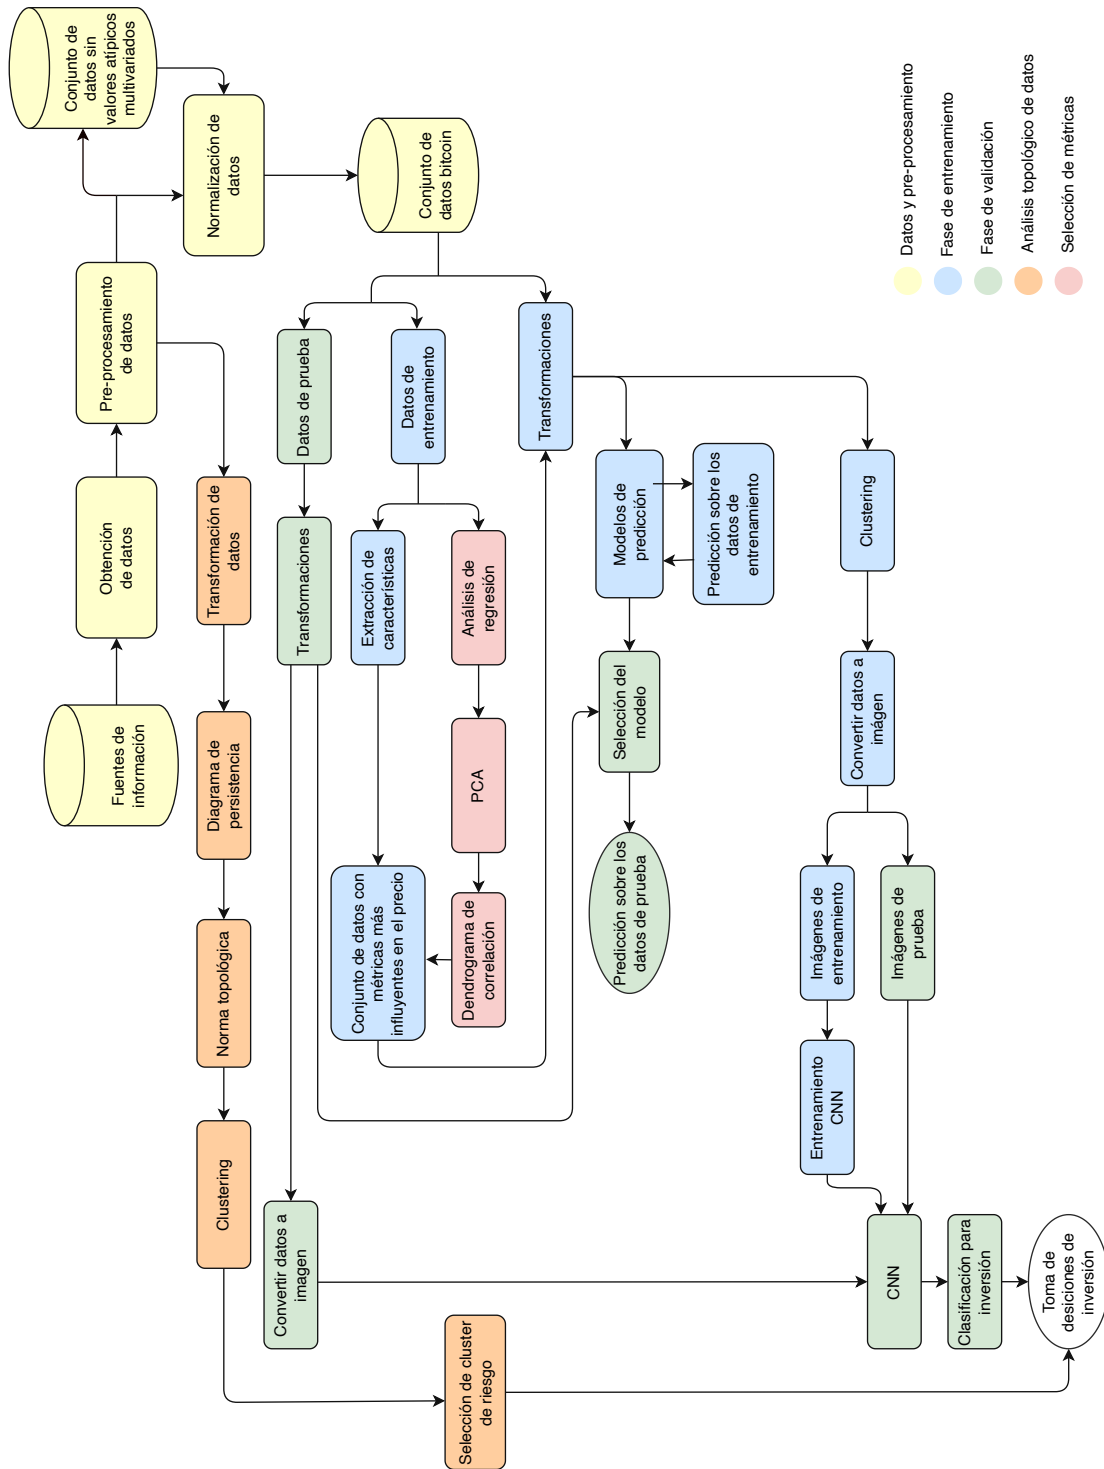 Fuentes de
información
Obtención
de datos
Pre-procesamiento
de datos
Conjunto de
datos sin
valores atípicos
multivariados
Normalización de
datos
Conjunto de
datos bitcoin
Transformación de
datos
Diagrama de
persistencia
Norma topológica
Clustering
Selección de cluster
de riesgo
Datos de prueba
Transformaciones
Convertir datos a
imagen
Datos de
entrenamiento
Extracción de
características
Conjunto de datos con
métricas más
influyentes en el precio
Análisis de
regresión
PCA
Dendrograma de
correlación
Transformaciones
Modelos de
predicción
Predicción sobre los
datos de
entrenamiento
Selección del
modelo
Predicción sobre los
datos de prueba
Clustering
Convertir datos a
imágen
Imágenes de
entrenamiento
Entrenamiento
CNN
Imágenes de
prueba
CNN
Clasificación para
inversión
Toma de
desiciones de
inversión
Datos y pre-procesamiento
Fase de entrenamiento
Fase de validación
Análisis topológico de datos
Selección de métricas